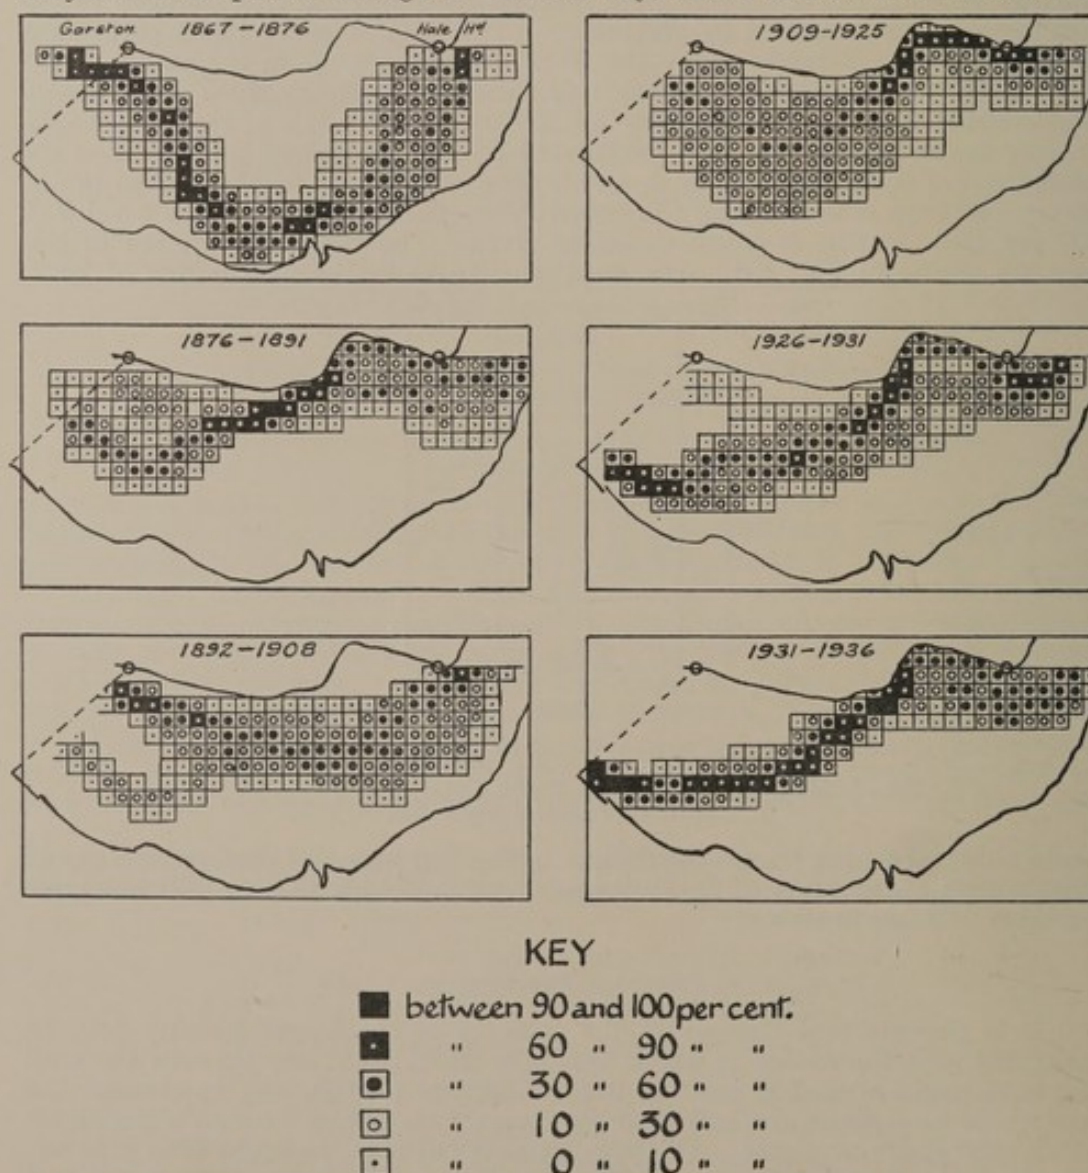 Garston 1867-1876 Hale Hd
1909-1925
1876-1891
1926-1931
1892-1908
1931-1936
KEY
between 90 and 100 per cent.
" 60 " 90 " "
" 30 " 60 " "
" 10 " 30 " "
" 0 " 10 " "